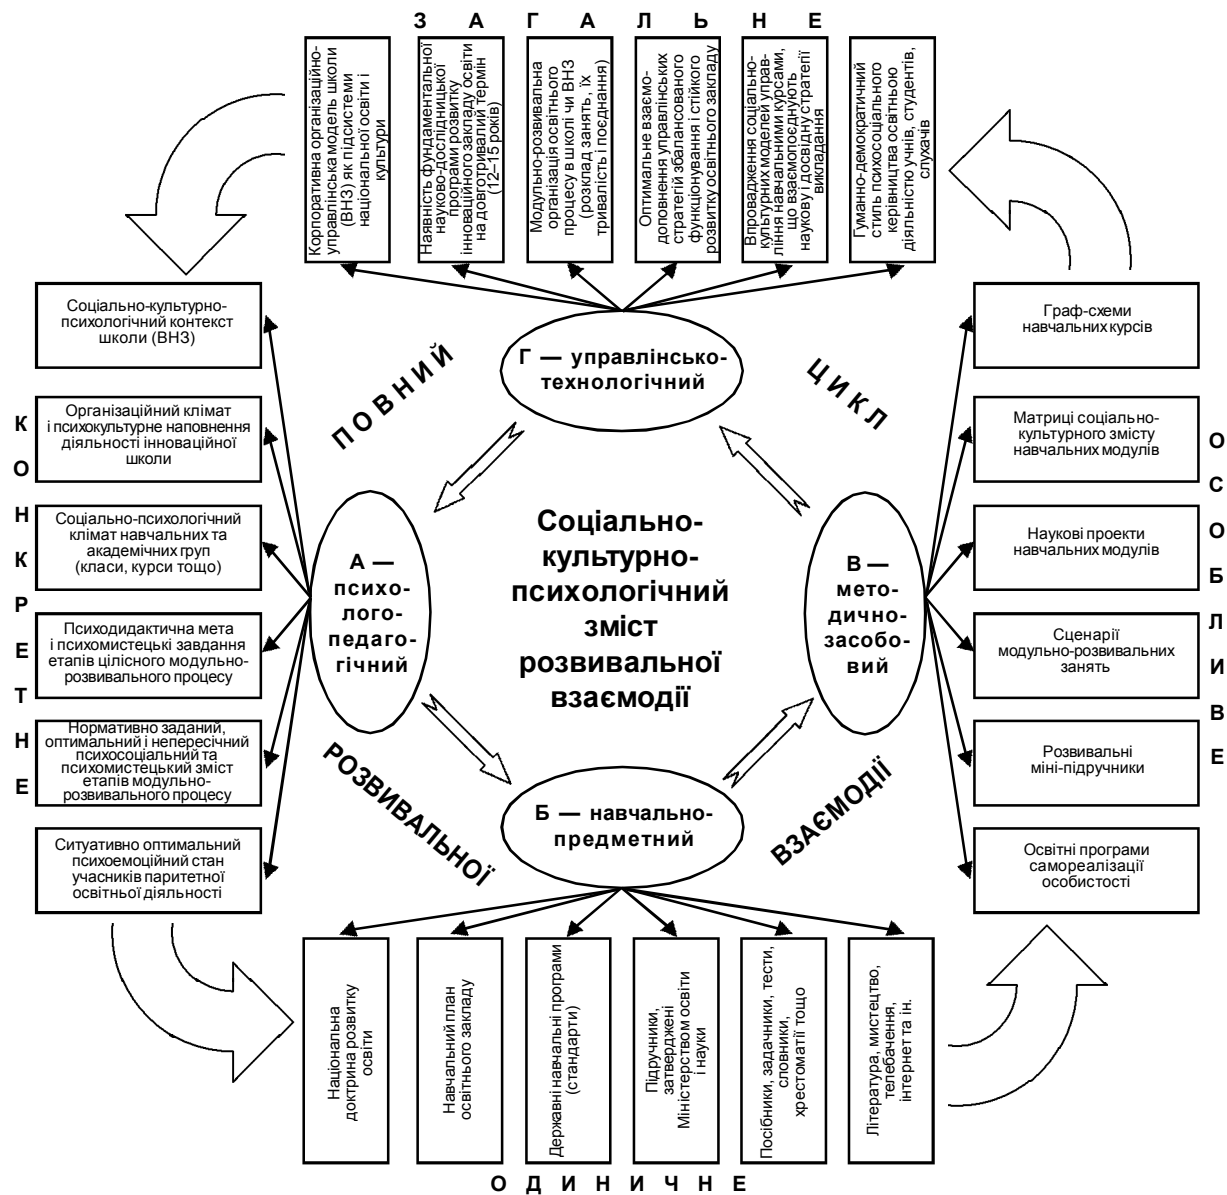 ЗАГАЛЬНЕ
Корпоративна організаційно-
управлінська модель школи
(ВНЗ) як підсистеми
національної освіти і
культури
Наявність фундаментальної
науково-дослідницької
програми розвитку
інноваційного закладу освіти
на довготривалий термін
(12–15 років)
Модульно-розвивальна
організація освітнього
процесу в школі чи ВНЗ
(розклад занять, їх
тривалість і поєднання)
Оптимальне взаємо-
доповнення управлінських
стратегій збалансованого
функціонування і стійкого
розвитку освітнього закладу
Впровадження соціально-
культурних моделей управ-
ління навчальними курсами,
що взаємопоєднують
наукову і досвідну стратегії
викладання
Гуманно-демократичний
стиль психосоціального
керівництва освітньою
діяльністю учнів, студентів,
слухачів
Г — управлінсько-
технологічний
ПОВНИЙ
ЦИКЛ
КОНКРЕТНЕ
Соціально-культурно-
психологічний контекст
школи (ВНЗ)
Організаційний клімат
і психокультурне наповнення
діяльності інноваційної
школи
Соціально-психологічний
клімат навчальних та
академічних груп
(класи, курси тощо)
Психодидактична мета
і психомистецькі завдання
етапів цілісного модульно-
розвивального процесу
Нормативно заданий,
оптимальний і непересічний
психосоціальний та
психомистецький зміст
етапів модульно-
розвивального процесу
Ситуативно оптимальний
психоемоційний стан
учасників паритетної
освітньої діяльності
А —
психо-
лого-
педаго-
гічний
Соціально-
культурно-
психологічний
зміст
розвивальної
взаємодії
В —
мето-
дично-
засобо-
вий
Граф-схеми
навчальних курсів
Матриці соціально-
культурного змісту
навчальних модулів
Наукові проекти
навчальних модулів
Сценарії
модульно-розвивальних
занять
Розвивальні
міні-підручники
Освітні програми
самореалізації
особистості
ОСОБЛИВЕ
РОЗВИВАЛЬНОЇ
ВЗАЄМОДІЇ
Б — навчально-
предметний
Національна
доктрина розвитку
освіти
Навчальний план
освітнього закладу
Державні навчальні програми
(стандарти)
Підручники,
затверджені
Міністерством освіти
і науки
Посібники, задачники, тести,
словники,
хрестоматії тощо
Література, мистецтво,
телебачення,
інтернет та ін.
ОДИНИЧНЕ